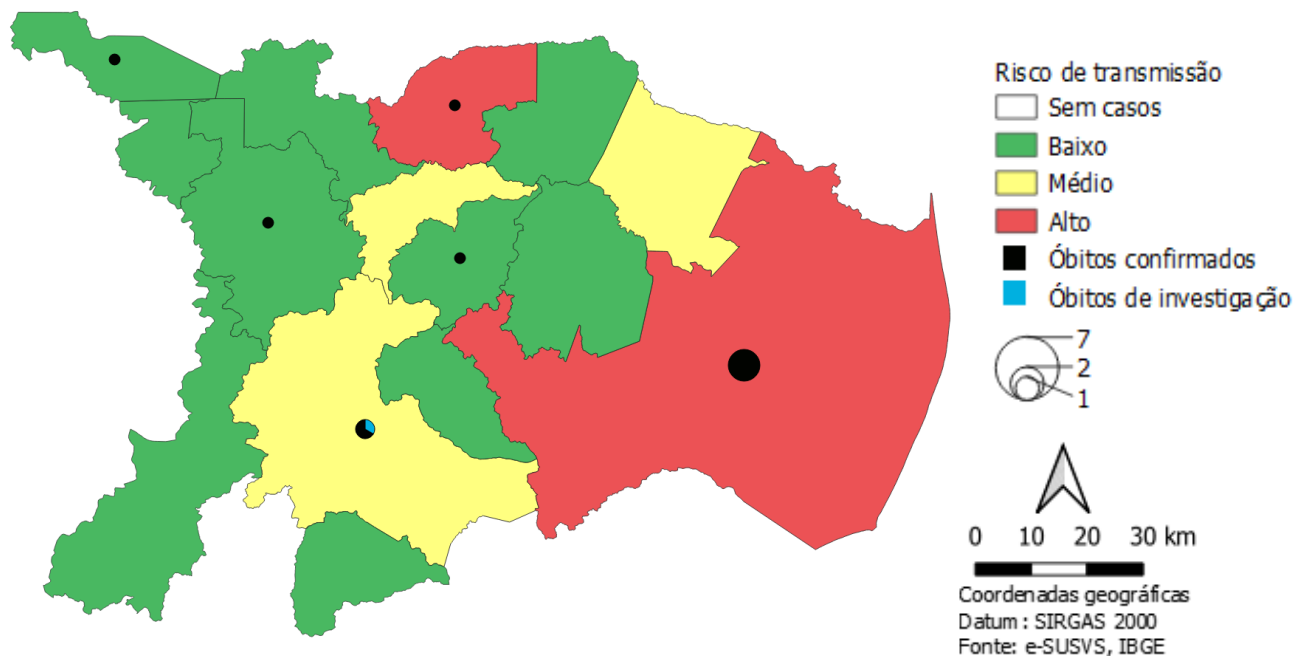 Risco de transmissão
Sem casos
Baixo
Médio
Alto
Óbitos confirmados
Óbitos de investigação
7
2
1
0 10 20 30 km
Coordenadas geográficas
Datum : SIRGAS 2000
Fonte: e-SUSVS, IBGE